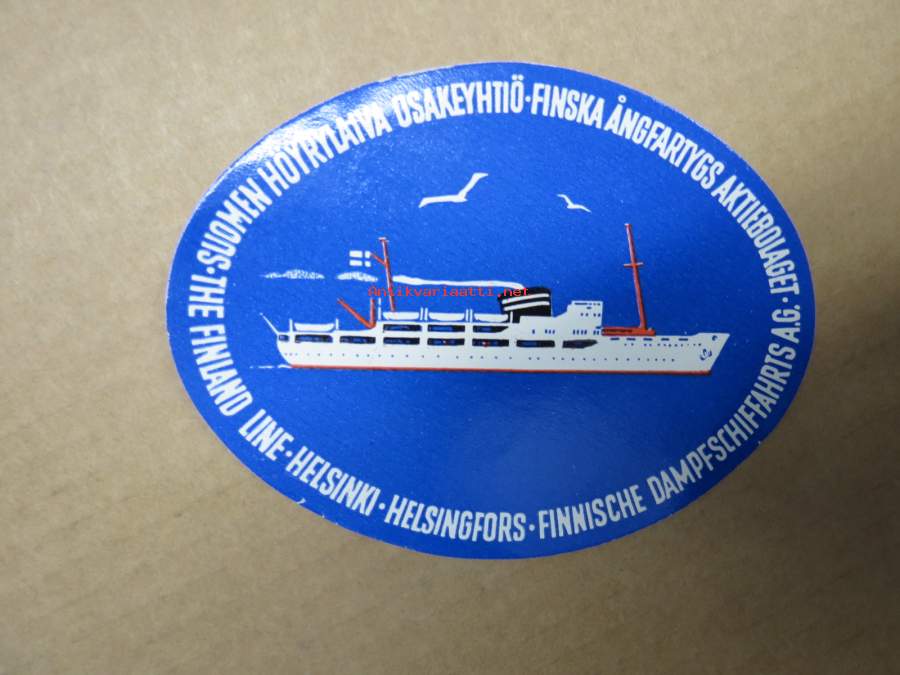 SUOMEN HÖYRYLAIVA OSAKEYHTIÖ · FINSKA ÅNGFARTYGS AKTIEBOLAGET ·
FINNISCHE DAMPFSCHIFFAHRTS A.G. ·
THE FINLAND LINE · HELSINKI · HELSINGFORS ·
Antikvariaatti.net